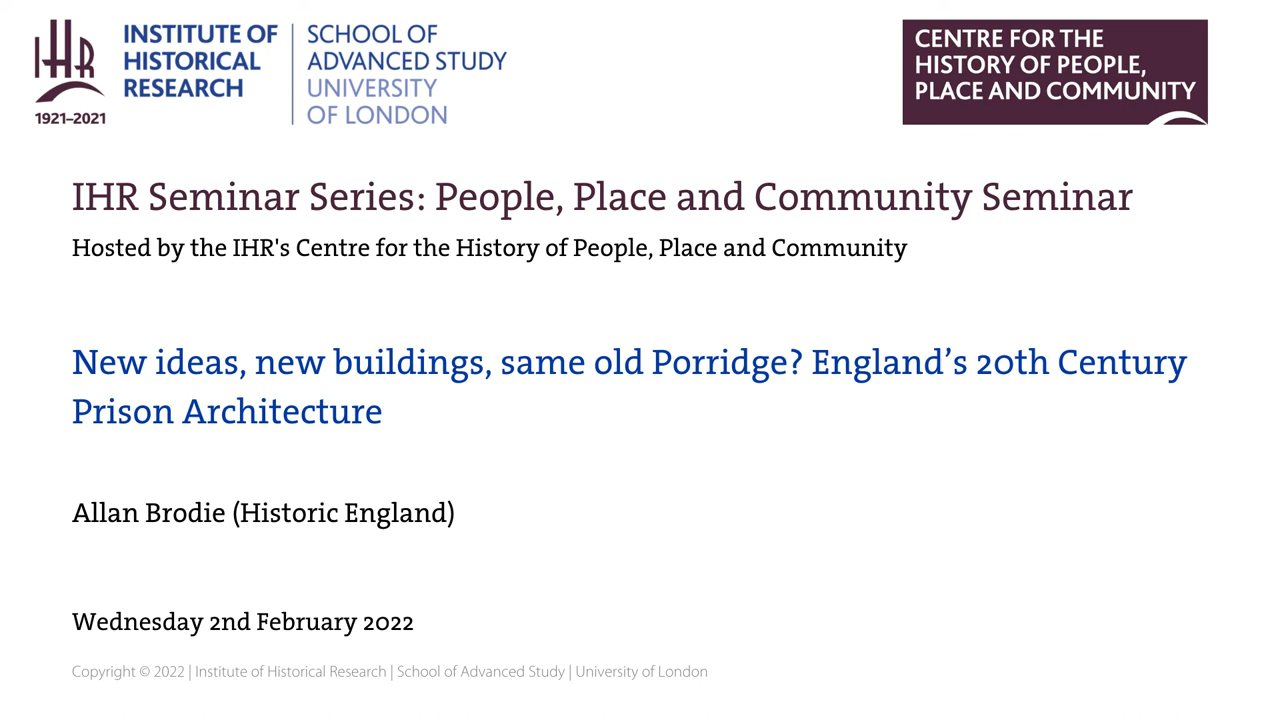 IHR
1921–2021
INSTITUTE OF
HISTORICAL
RESEARCH
SCHOOL OF
ADVANCED STUDY
UNIVERSITY
OF LONDON
CENTRE FOR THE
HISTORY OF PEOPLE,
PLACE AND COMMUNITY
IHR Seminar Series: People, Place and Community Seminar
Hosted by the IHR's Centre for the History of People, Place and Community
New ideas, new buildings, same old Porridge? England’s 20th Century
Prison Architecture
Allan Brodie (Historic England)
Wednesday 2nd February 2022
Copyright © 2022 | Institute of Historical Research | School of Advanced Study | University of London